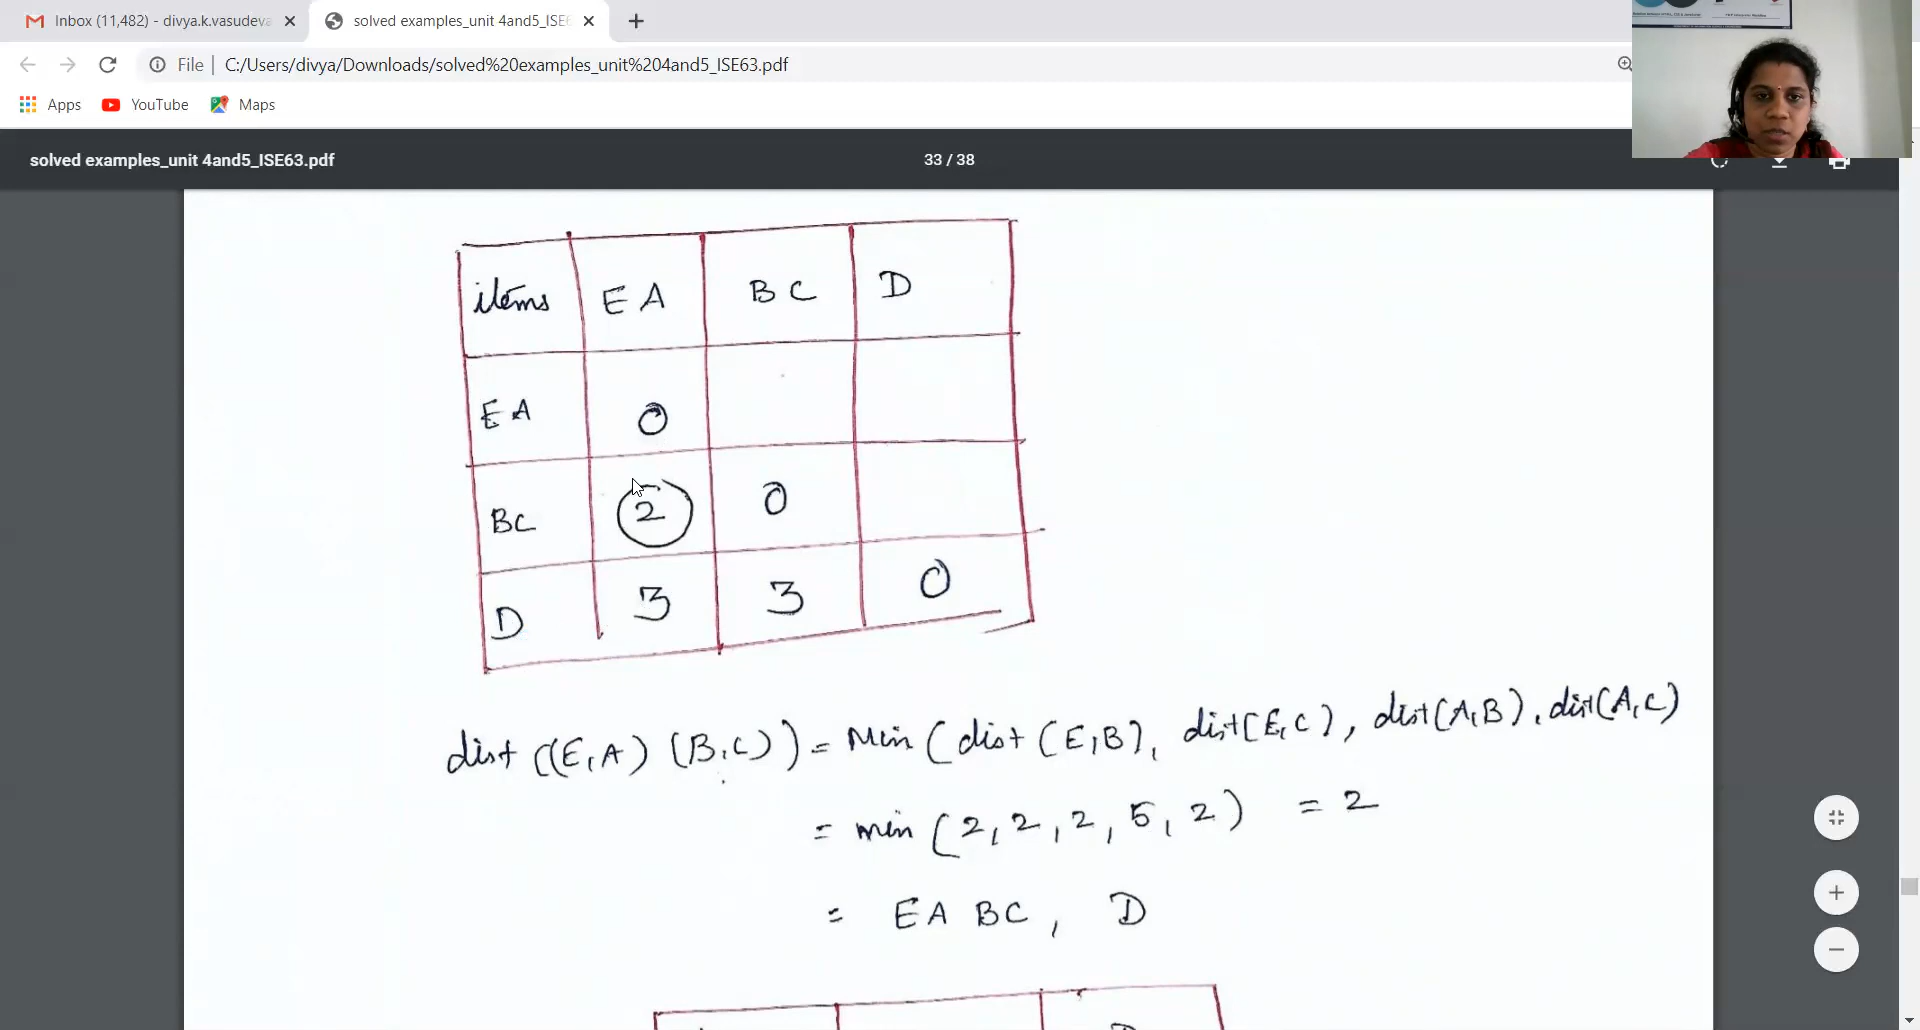 Inbox (11,482) - divya.k.vasudeva
solved examples_unit 4and5_ISE6
File | C:/Users/divya/Downloads/solved%20examples_unit%204and5_ISE63.pdf
Apps YouTube Maps
solved examples_unit 4and5_ISE63.pdf 33 / 38
items EA BC D
EA 0
BC 2 0
D 3 3 0
dist ((E,A) (B,C)) = Min ( dist (E,B), dist(E,C), dist(A,B), dist(A,C)
= min (2, 2, 2, 5, 2) = 2
= EA BC, D